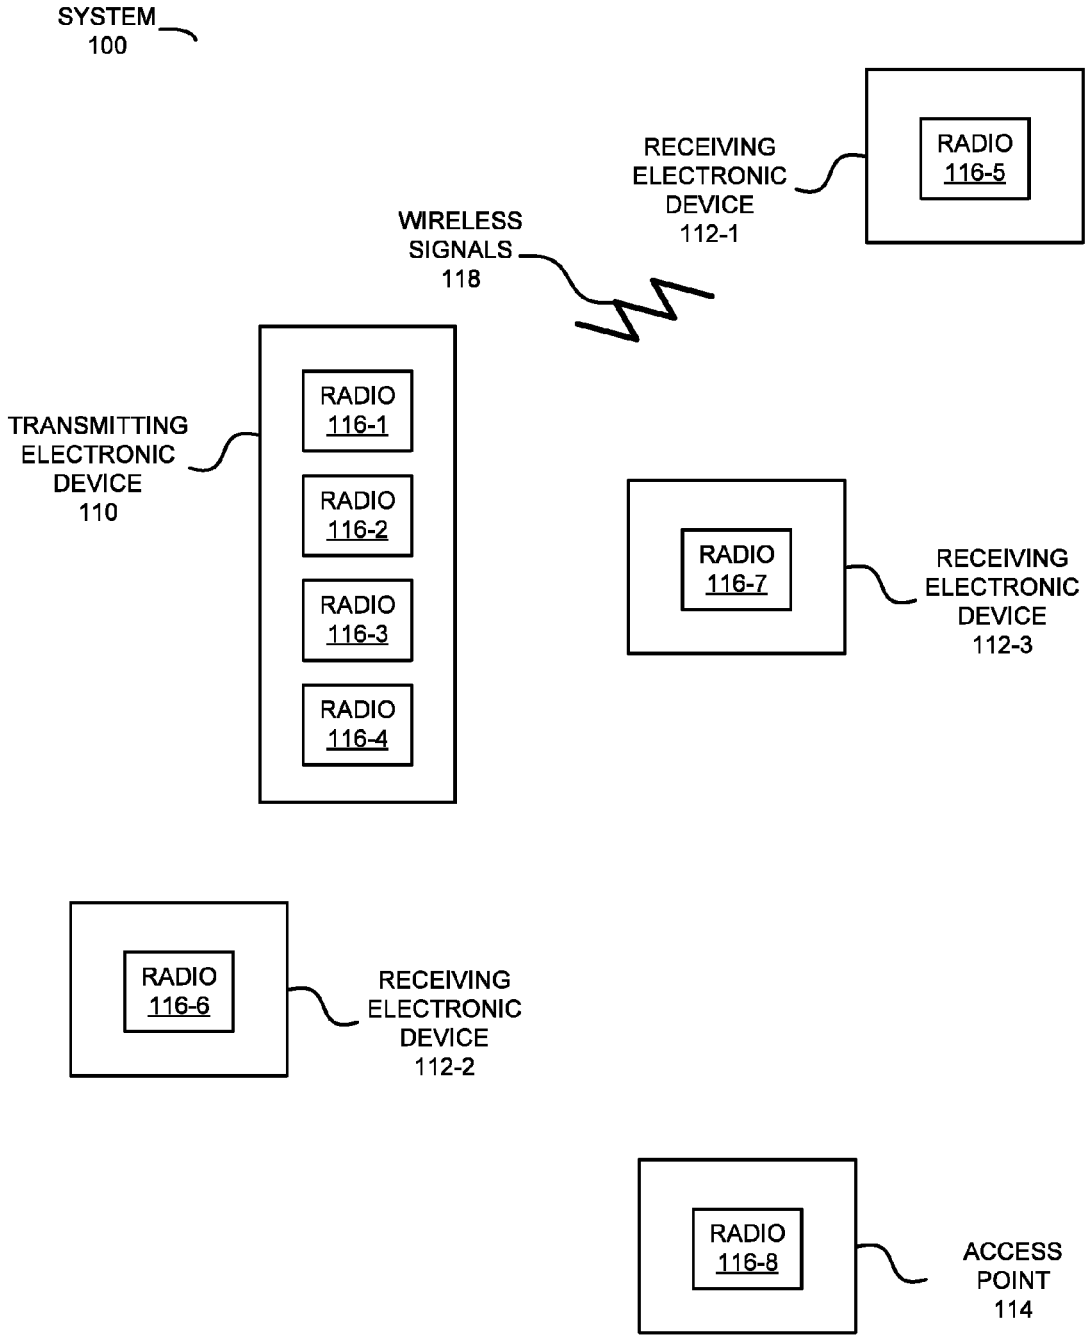 SYSTEM
100
RADIO
116-5
RECEIVING
ELECTRONIC
DEVICE
112-1
WIRELESS
SIGNALS
118
TRANSMITTING
ELECTRONIC
DEVICE
110
RADIO
116-1
RADIO
116-2
RADIO
116-3
RADIO
116-4
RADIO
116-7
RECEIVING
ELECTRONIC
DEVICE
112-3
RADIO
116-6
RECEIVING
ELECTRONIC
DEVICE
112-2
RADIO
116-8
ACCESS
POINT
114